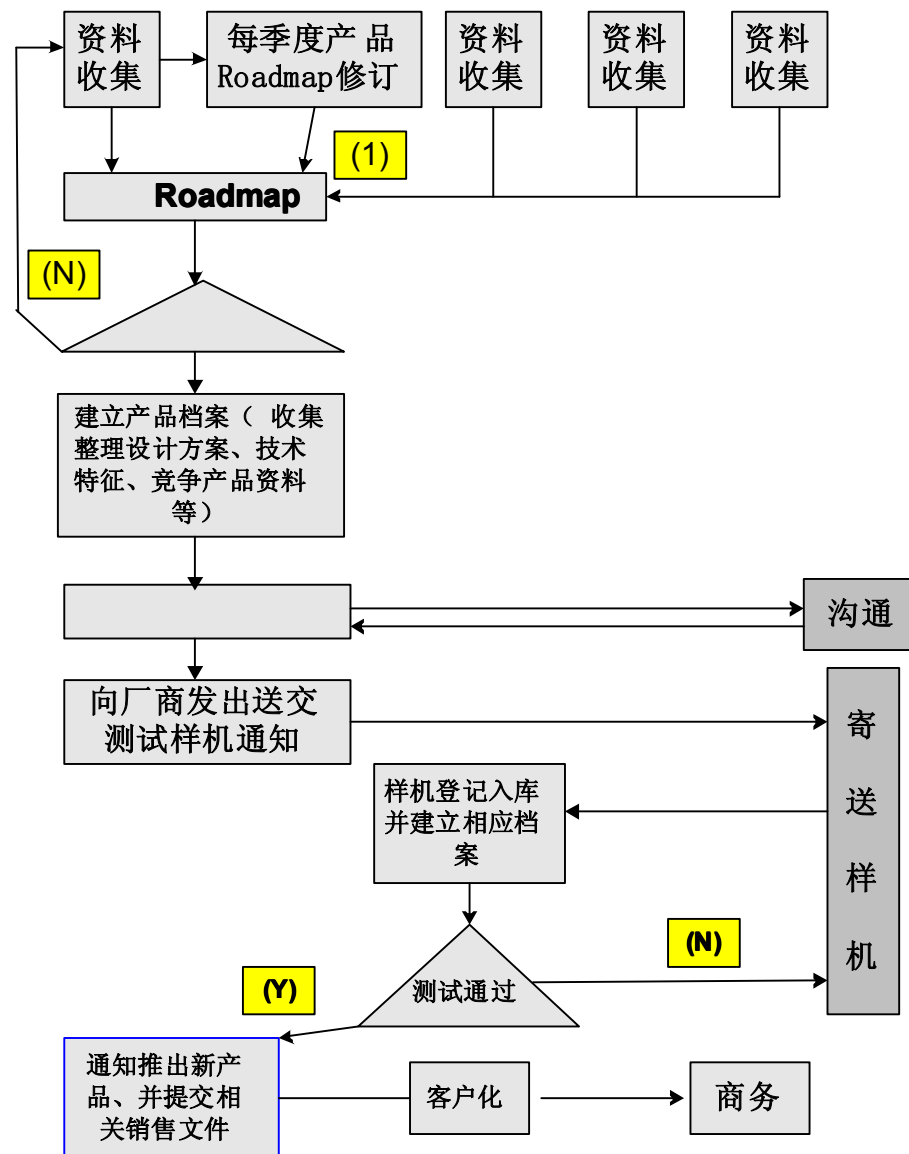 资料
收集
每季度产 品
Roadmap修订
资料
收集
资料
收集
资料
收集
(1)
Roadmap
(N)
建立产品档案（ 收集
整理设计方案、技术
特征、竞争产品资料
等）
沟通
向厂商发出送交
测试样机通知
寄
送
样
机
样机登记入库
并建立相应档
案
(N)
(Y)
测试通过
通知推出新产
品、并提交相
关销售文件
客户化
商务